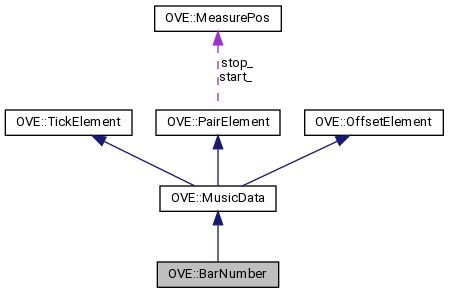 OVE::MeasurePos
stop_
start_
OVE::TickElement
OVE::PairElement
OVE::OffsetElement
OVE::MusicData
OVE::BarNumber